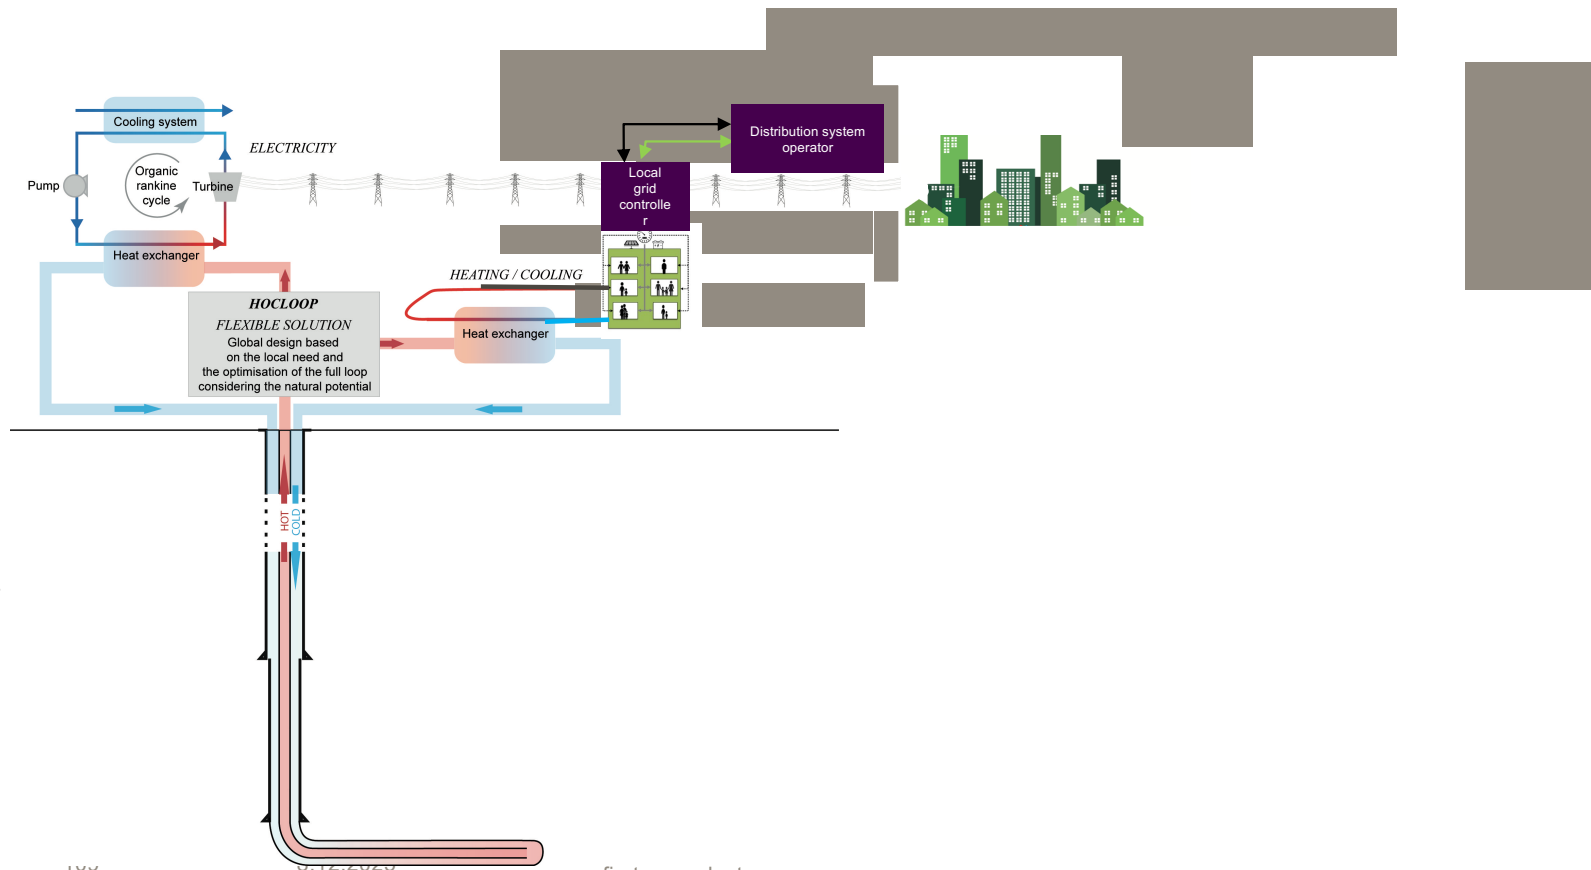 Cooling system
ELECTRICITY
Distribution system
operator
Pump
Organic
rankine
cycle
Turbine
Local
grid
controlle
r
Heat exchanger
HEATING / COOLING
HOCLOOP
FLEXIBLE SOLUTION
Global design based
on the local need and
the optimisation of the full loop
considering the natural potential
Heat exchanger
HOT
COLD